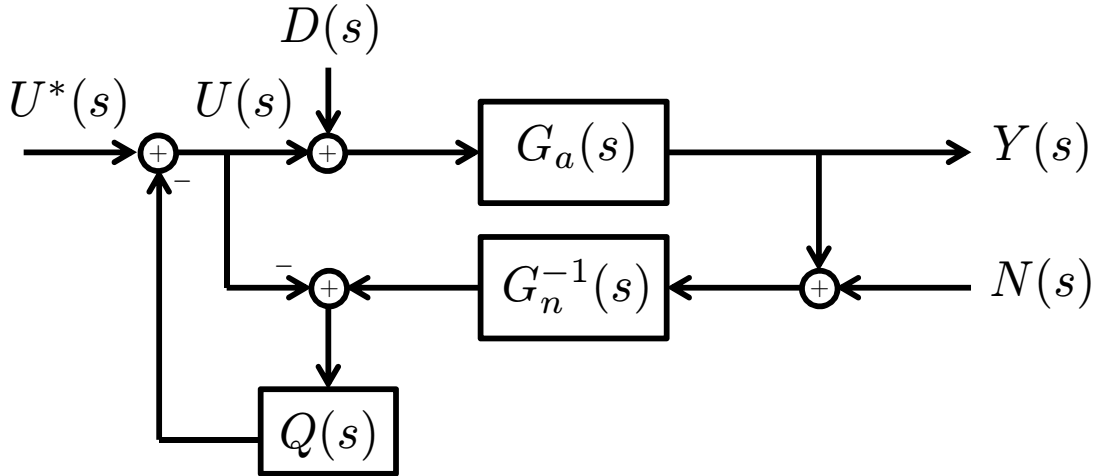 D(s)
U*(s)
U(s)
+
−
+
G_a(s)
Y(s)
−
+
G_n^{-1}(s)
+
N(s)
Q(s)